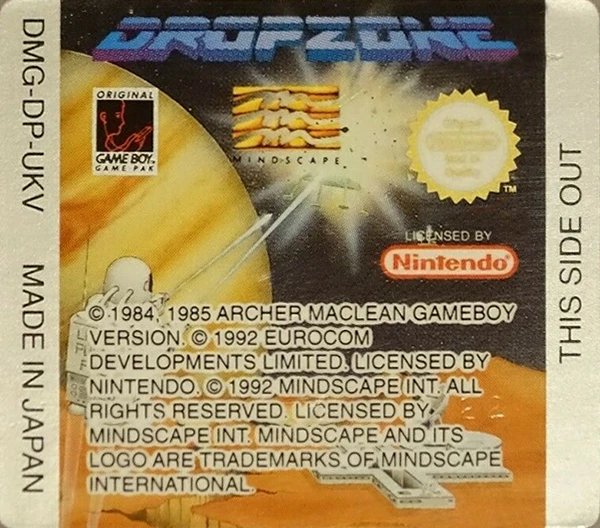 DROPZONE
DMG-DP-UKV MADE IN JAPAN
ORIGINAL
GAME BOY
GAME PAK
MINDSCAPE
TM
LICENSED BY
Nintendo
THIS SIDE OUT
© 1984, 1985 ARCHER MACLEAN GAMEBOY
VERSION. © 1992 EUROCOM
DEVELOPMENTS LIMITED. LICENSED BY
NINTENDO. © 1992 MINDSCAPE INT. ALL
RIGHTS RESERVED. LICENSED BY
MINDSCAPE INT. MINDSCAPE AND ITS
LOGO ARE TRADEMARKS OF MINDSCAPE
INTERNATIONAL.